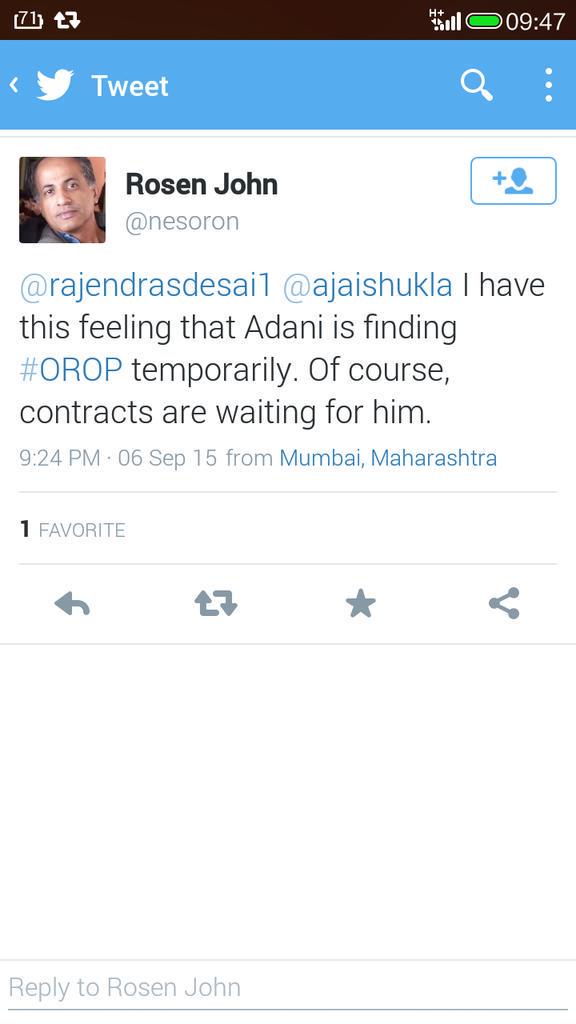 71 H+ 09:47
Tweet
Rosen John
@nesoron
@rajendrasdesai1 @ajaishukla I have
this feeling that Adani is finding
#OROP temporarily. Of course,
contracts are waiting for him.
9:24 PM · 06 Sep 15 from Mumbai, Maharashtra
1 FAVORITE
Reply to Rosen John